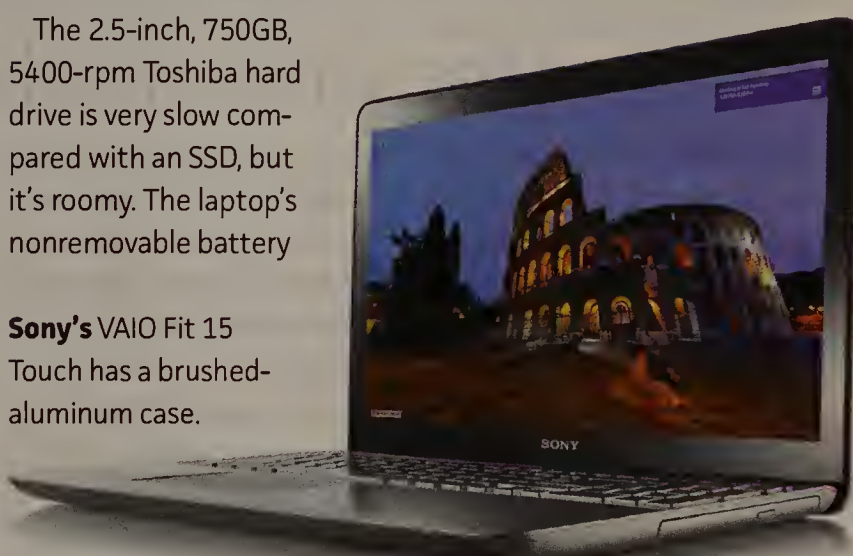 The 2.5-inch, 750GB,
5400-rpm Toshiba hard
drive is very slow com-
pared with an SSD, but
it's roomy. The laptop's
nonremovable battery
Sony's VAIO Fit 15
Touch has a brushed-
aluminum case.
SONY